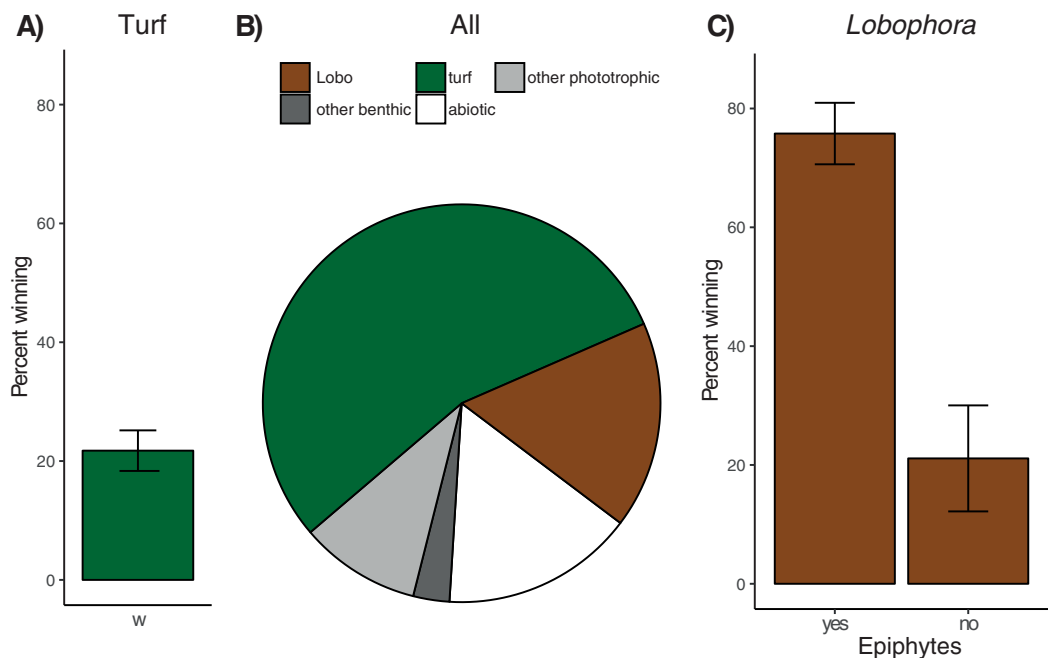 A) Turf
Percent winning
80
60
40
20
0
w
B) All
Lobo turf other phototrophic
other benthic abiotic
C) Lobophora
Percent winning
80
60
40
20
0
yes no
Epiphytes